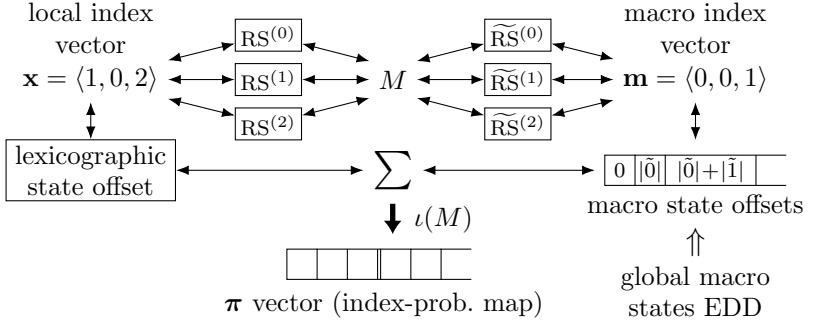 local index
vector
x = ⟨1, 0, 2⟩
RS⁽⁰⁾
RS⁽¹⁾
RS⁽²⁾
M
R͠S⁽⁰⁾
R͠S⁽¹⁾
R͠S⁽²⁾
macro index
vector
m = ⟨0, 0, 1⟩
lexicographic
state offset
∑
0 |0̃| |0̃|+|1̃|
macro state offsets
ι(M)
⇑
global macro
states EDD
π vector (index-prob. map)